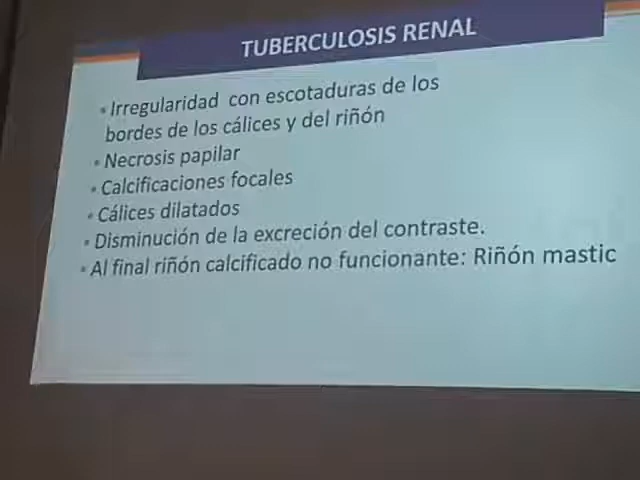 TUBERCULOSIS RENAL
• Irregularidad con escotaduras de los
bordes de los cálices y del riñón
• Necrosis papilar
• Calcificaciones focales
• Cálices dilatados
• Disminución de la excreción del contraste.
• Al final riñón calcificado no funcionante: Riñón mastic